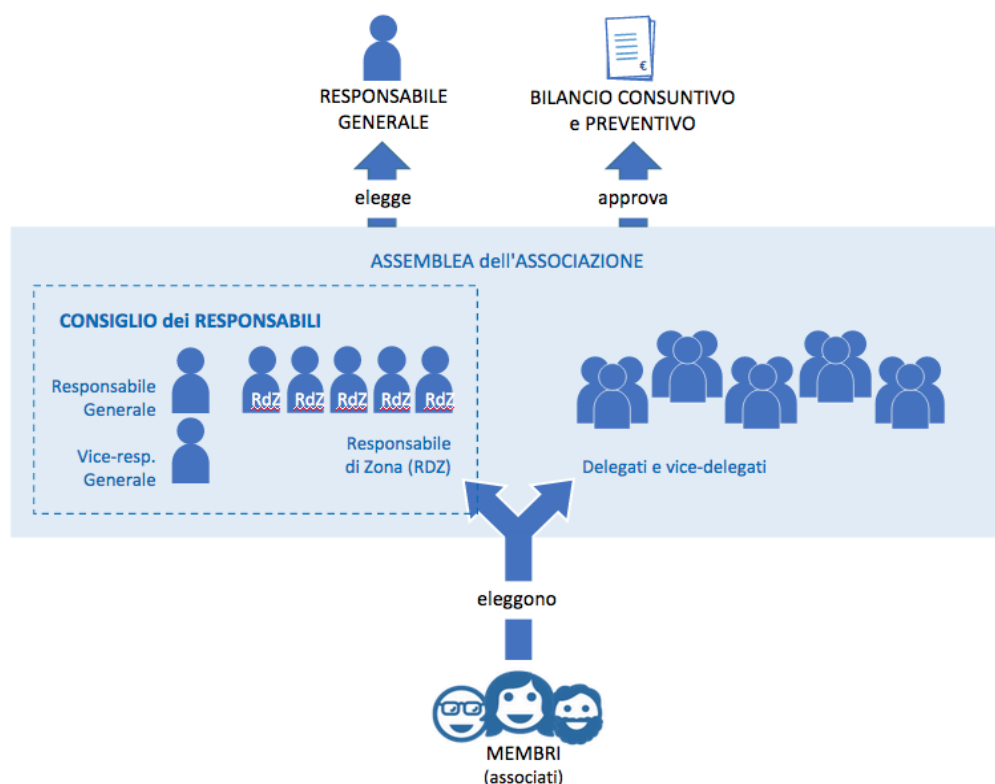 RESPONSABILE
GENERALE
BILANCIO CONSUNTIVO
e PREVENTIVO
€
elegge
approva
ASSEMBLEA dell'ASSOCIAZIONE
CONSIGLIO dei RESPONSABILI
Responsabile
Generale
RdZ RdZ RdZ RdZ RdZ
Vice-resp.
Generale
Responsabile
di Zona (RDZ)
Delegati e vice-delegati
eleggono
MEMBRI
(associati)